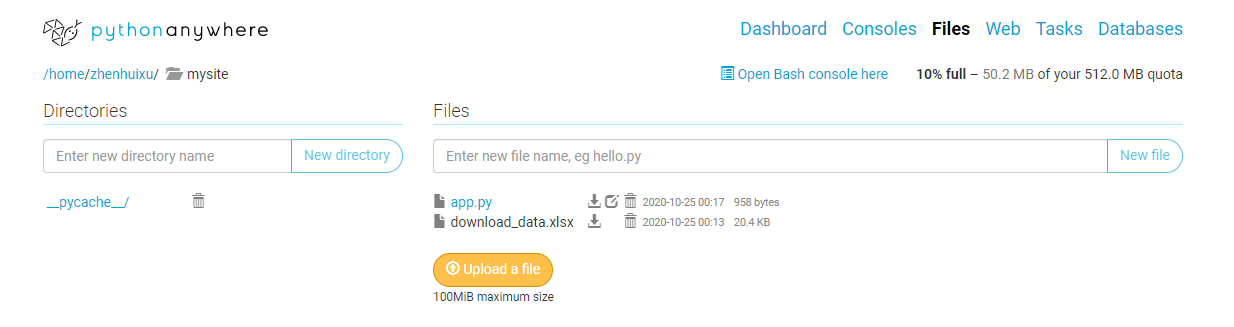 pythonanywhere
Dashboard Consoles Files Web Tasks Databases
/home/zhenhuixu/ mysite
Open Bash console here 10% full – 50.2 MB of your 512.0 MB quota
Directories
Enter new directory name New directory
__pycache__/
Files
Enter new file name, eg hello.py New file
app.py 2020-10-25 00:17 958 bytes
download_data.xlsx 2020-10-25 00:13 20.4 KB
Upload a file
100MiB maximum size